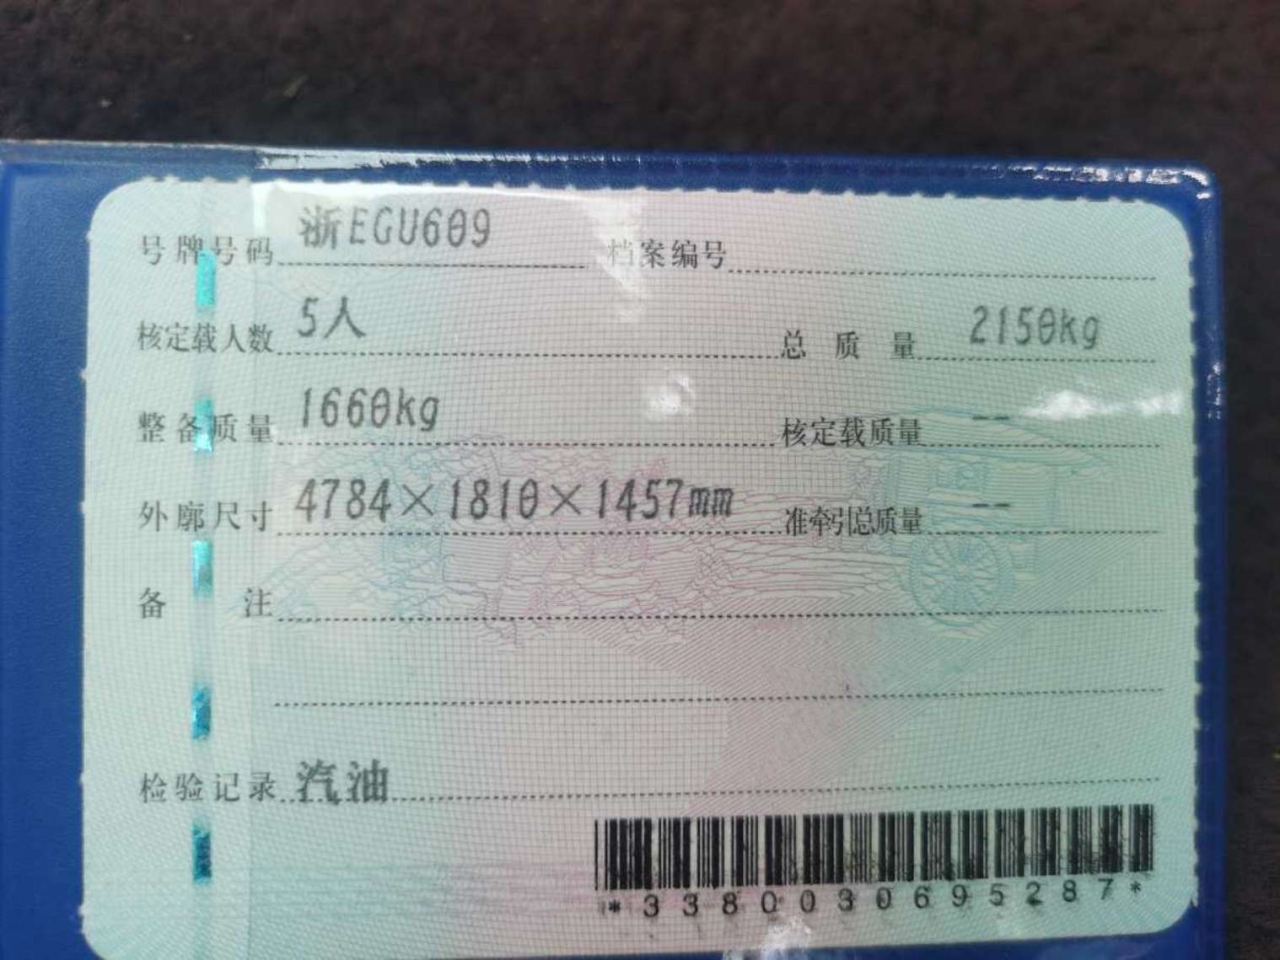 号牌号码 浙EGU609 档案编号
核定载人数 5人 总质量 2150kg
整备质量 1660kg 核定载质量 --
外廓尺寸 4784×1810×1457mm 准牵引总质量 --
备注
检验记录 汽油
*3380030695287*